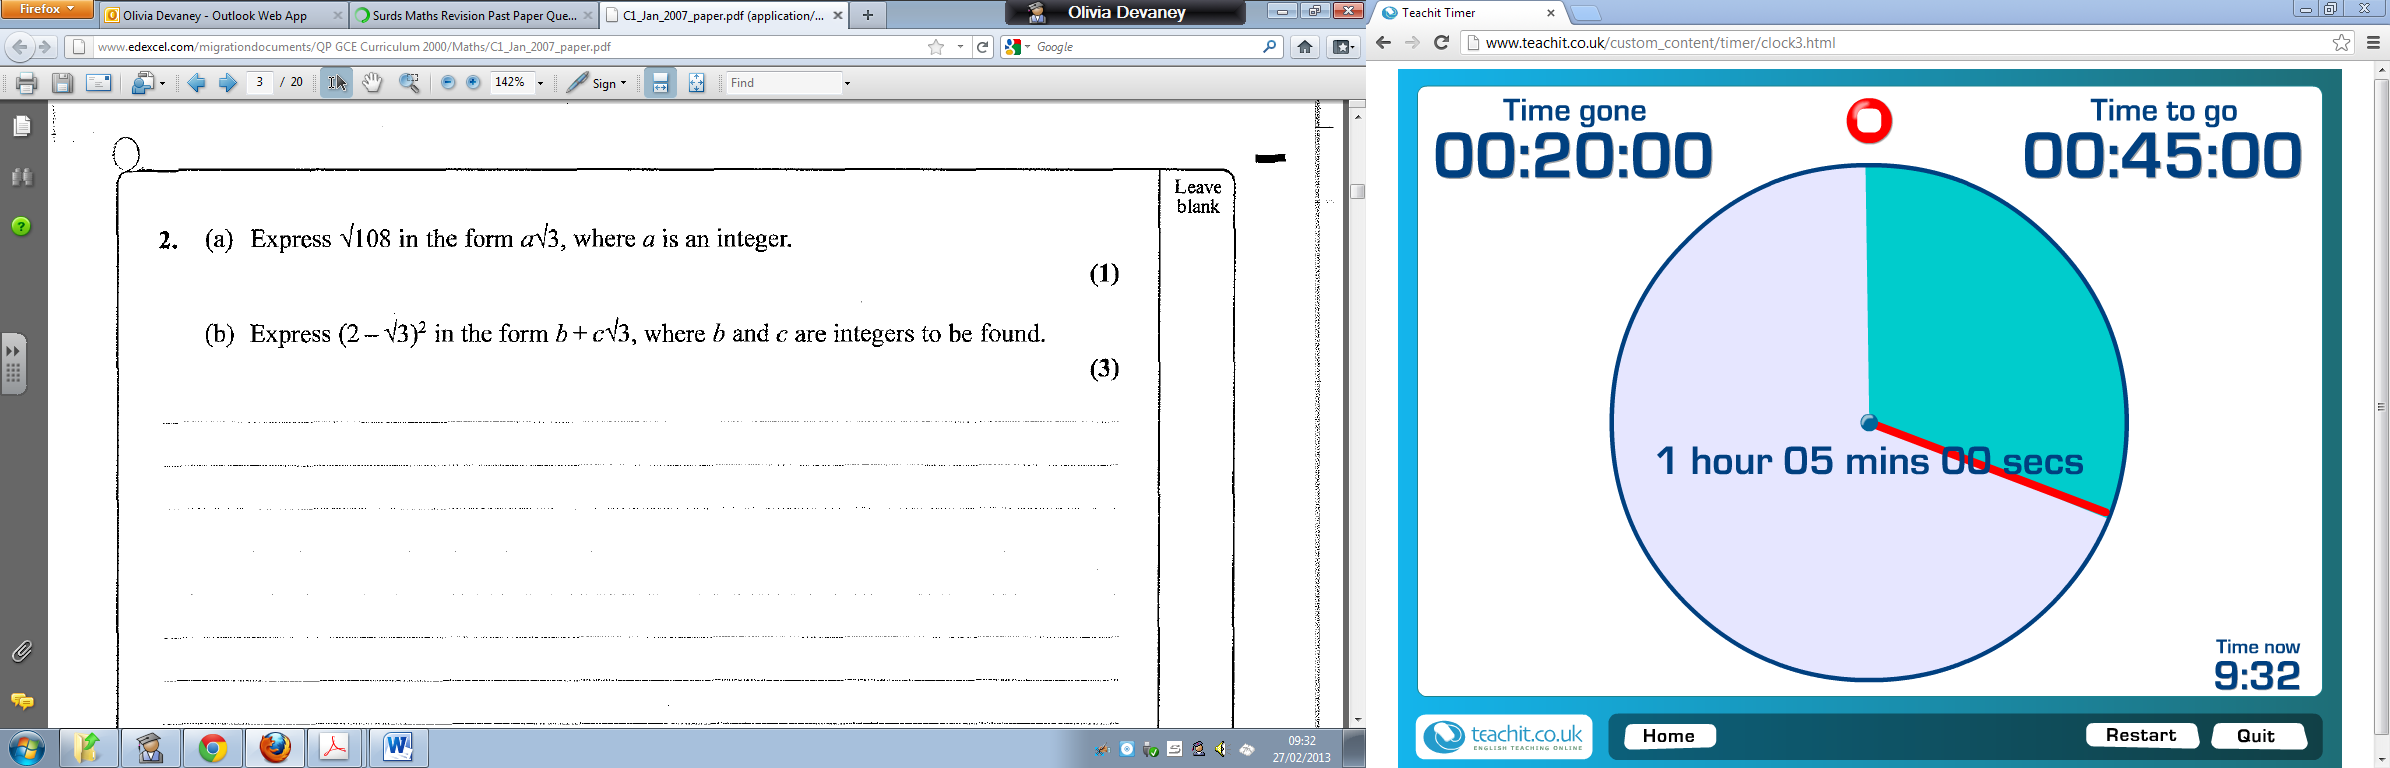 Firefox
Olivia Devaney - Outlook Web App
Surds Maths Revision Past Paper Que...
C1_Jan_2007_paper.pdf (application/...
Olivia Devaney
www.edexcel.com/migrationdocuments/QP GCE Curriculum 2000/Maths/C1_Jan_2007_paper.pdf
Google
3 / 20
142%
Sign
Find
Leave
blank
2. (a) Express √108 in the form a√3, where a is an integer.
(1)
(b) Express (2 – √3)² in the form b + c√3, where b and c are integers to be found.
(3)
09:32
27/02/2013
Teachit Timer
www.teachit.co.uk/custom_content/timer/clock3.html
Time gone
00:20:00
Time to go
00:45:00
1 hour 05 mins 00 secs
Time now
9:32
teachit.co.uk
ENGLISH TEACHING ONLINE
Home
Restart
Quit